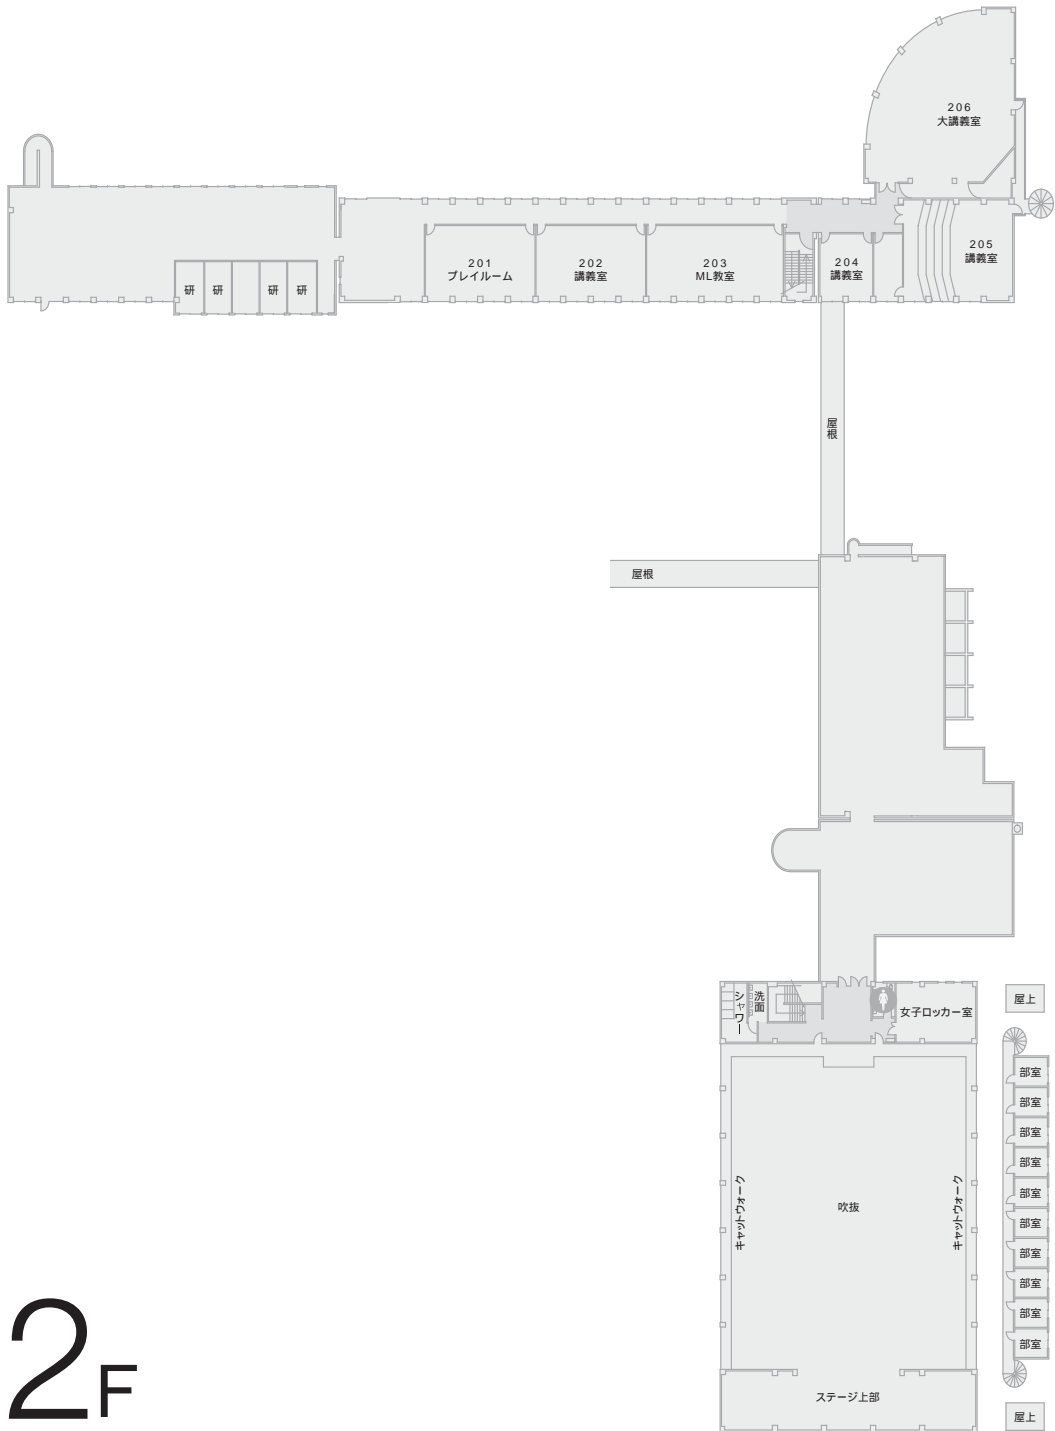 206
大講義室
205
講義室
201
プレイルーム
202
講義室
203
ML教室
204
講義室
研
研
研
研
屋根
屋根
シャワー
洗面
女子ロッカー室
屋上
部室
部室
部室
部室
部室
部室
部室
部室
部室
部室
キャットウォーク
吹抜
キャットウォーク
ステージ上部
屋上
2F